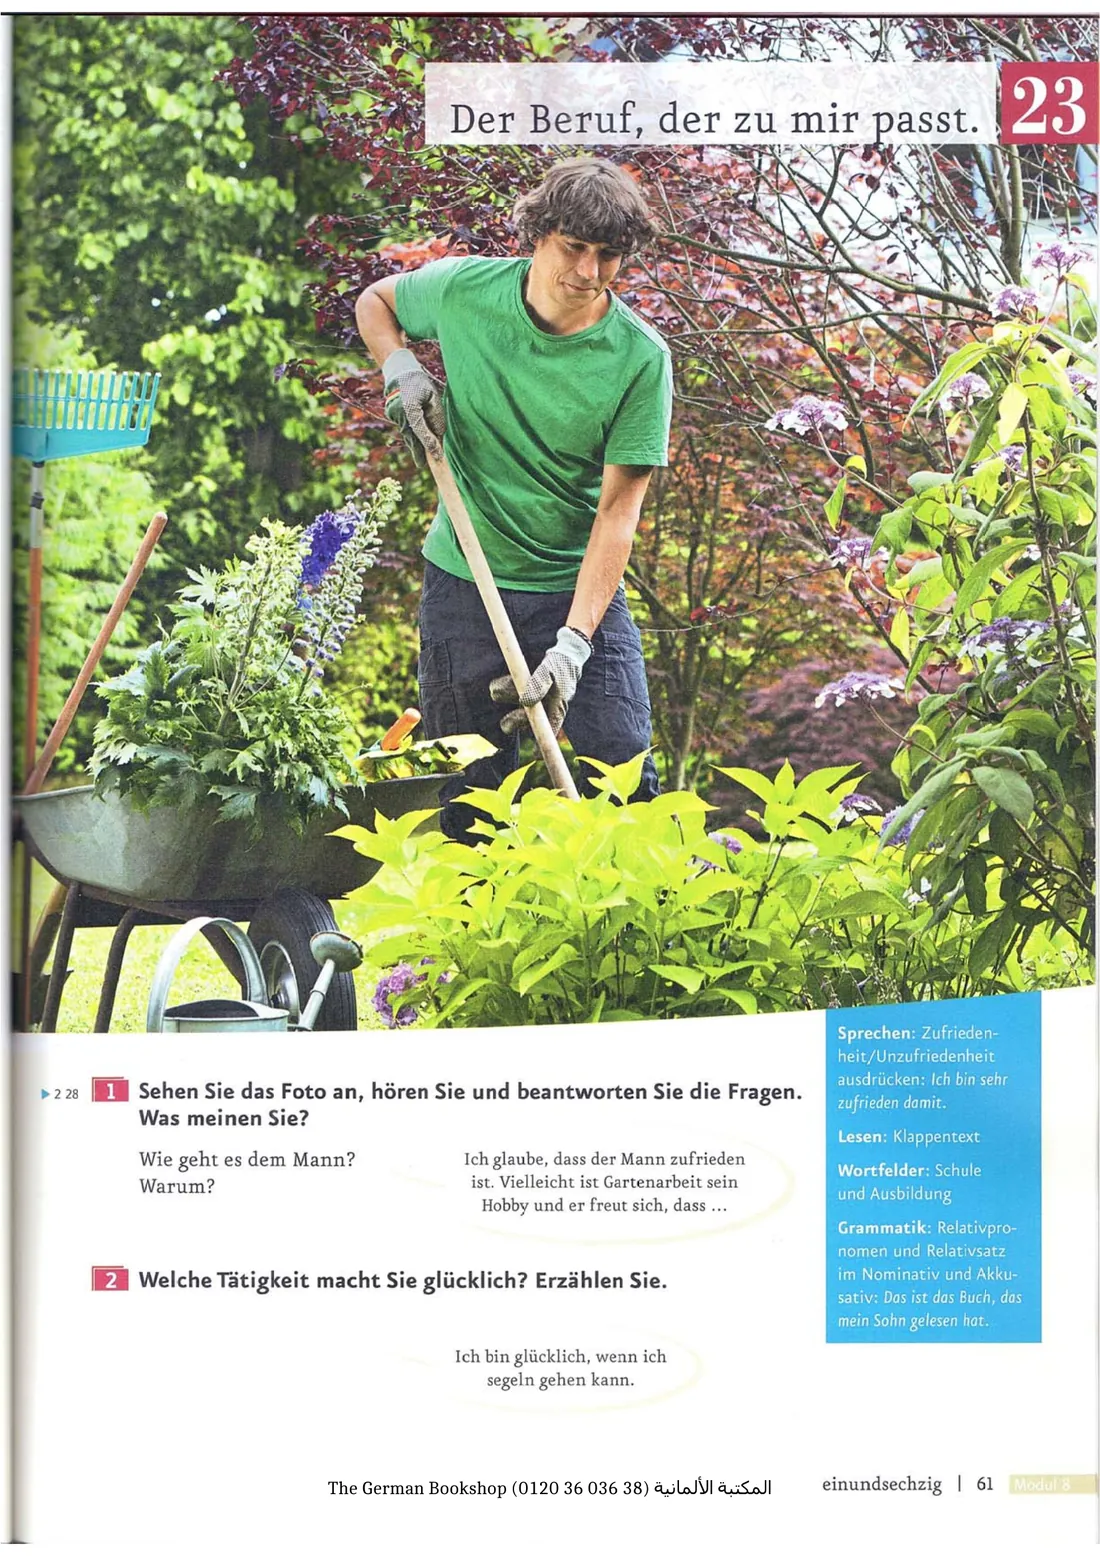 Der Beruf, der zu mir passt.
23
2 28
1
Sehen Sie das Foto an, hören Sie und beantworten Sie die Fragen.
Was meinen Sie?
Wie geht es dem Mann?
Warum?
Ich glaube, dass der Mann zufrieden
ist. Vielleicht ist Gartenarbeit sein
Hobby und er freut sich, dass ...
2
Welche Tätigkeit macht Sie glücklich? Erzählen Sie.
Ich bin glücklich, wenn ich
segeln gehen kann.
Sprechen: Zufrieden-
heit/Unzufriedenheit
ausdrücken: Ich bin sehr
zufrieden damit.
Lesen: Klappentext
Wortfelder: Schule
und Ausbildung
Grammatik: Relativpro-
nomen und Relativsatz
im Nominativ und Akku-
sativ: Das ist das Buch, das
mein Sohn gelesen hat.
The German Bookshop (0120 36 036 38) المكتبة الألمانية
einundsechzig | 61 Modul 8